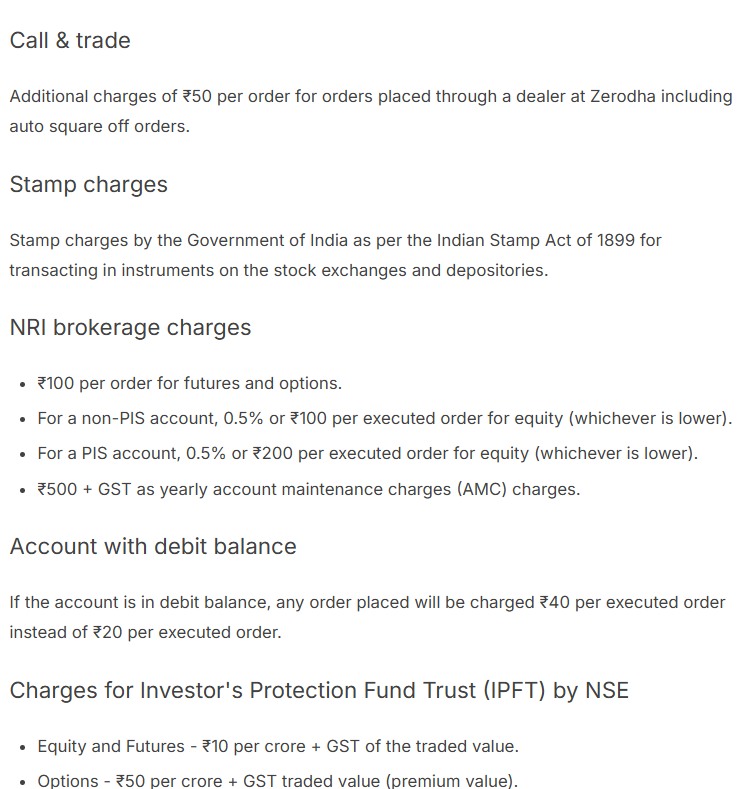 Call & trade
Additional charges of ₹50 per order for orders placed through a dealer at Zerodha including
auto square off orders.
Stamp charges
Stamp charges by the Government of India as per the Indian Stamp Act of 1899 for
transacting in instruments on the stock exchanges and depositories.
NRI brokerage charges
• ₹100 per order for futures and options.
• For a non-PIS account, 0.5% or ₹100 per executed order for equity (whichever is lower).
• For a PIS account, 0.5% or ₹200 per executed order for equity (whichever is lower).
• ₹500 + GST as yearly account maintenance charges (AMC) charges.
Account with debit balance
If the account is in debit balance, any order placed will be charged ₹40 per executed order
instead of ₹20 per executed order.
Charges for Investor's Protection Fund Trust (IPFT) by NSE
• Equity and Futures - ₹10 per crore + GST of the traded value.
• Options - ₹50 per crore + GST traded value (premium value).